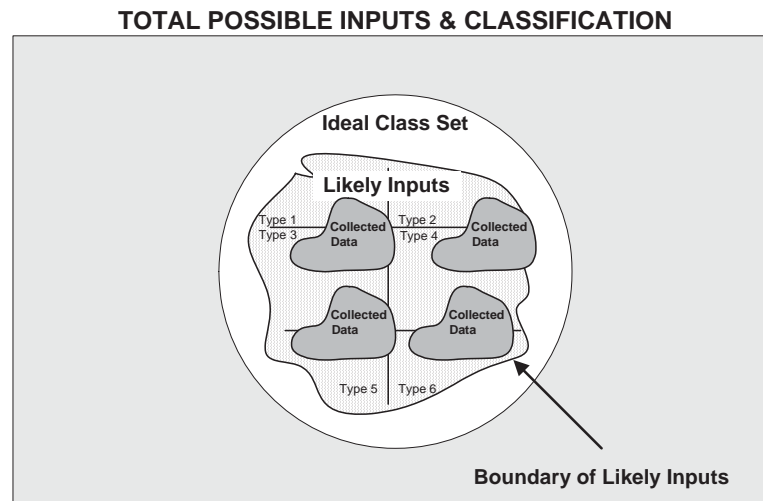 TOTAL POSSIBLE INPUTS & CLASSIFICATION
Ideal Class Set
Likely Inputs
Type 1
Type 2
Type 3
Type 4
Collected
Data
Collected
Data
Collected
Data
Collected
Data
Type 5
Type 6
Boundary of Likely Inputs